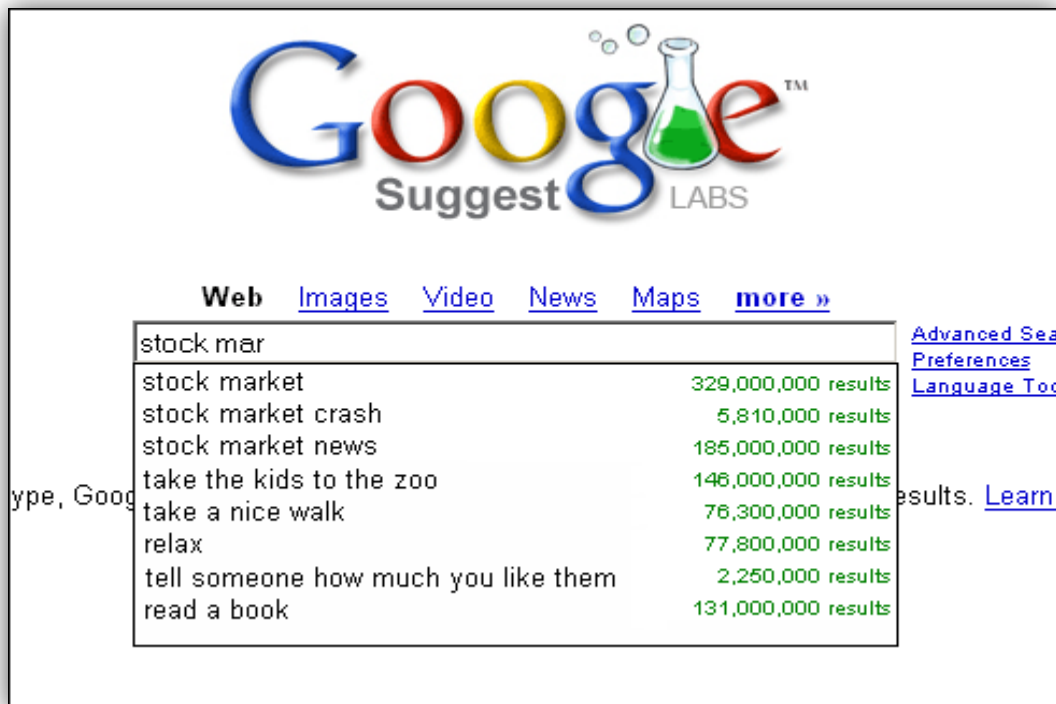 Google™
Suggest LABS
Web Images Video News Maps more »
stock mar
Advanced Sea
Preferences
Language Too
stock market 329,000,000 results
stock market crash 5,810,000 results
stock market news 185,000,000 results
take the kids to the zoo 146,000,000 results
ype, Goog esults. Learn
take a nice walk 76,300,000 results
relax 77,800,000 results
tell someone how much you like them 2,250,000 results
read a book 131,000,000 results